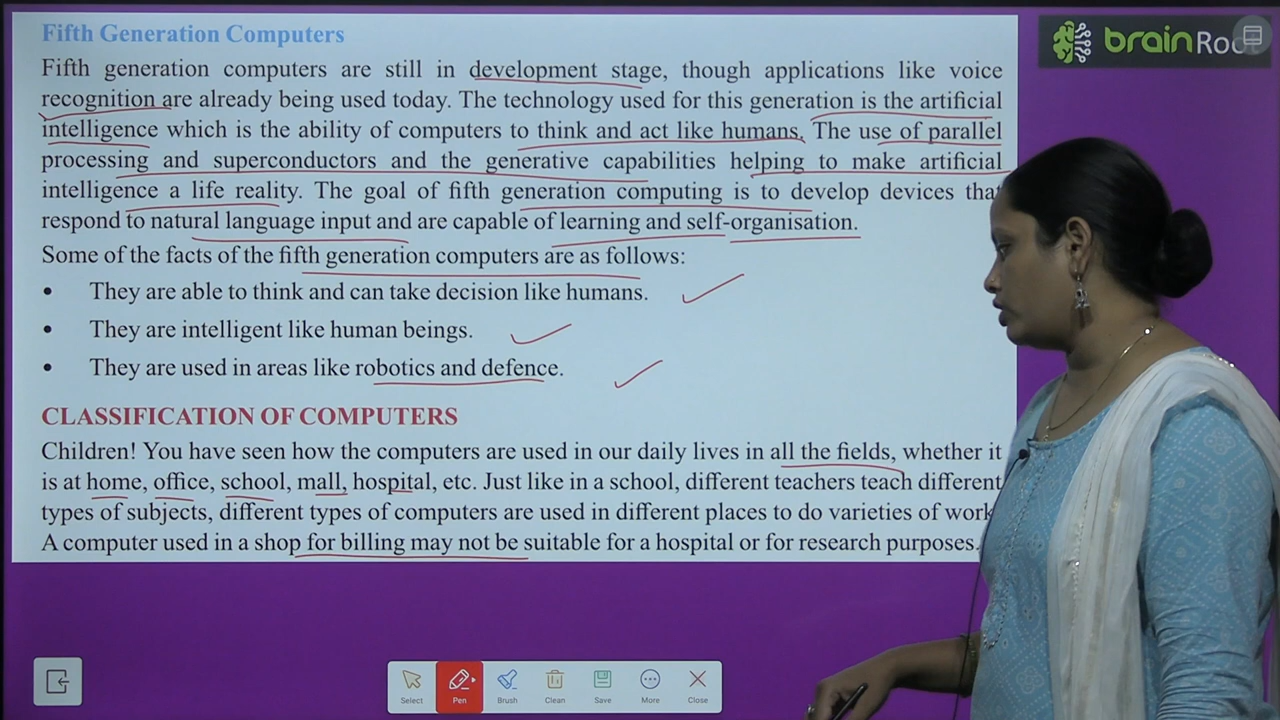 Fifth Generation Computers
brainRo
Fifth generation computers are still in development stage, though applications like voice
recognition are already being used today. The technology used for this generation is the artificial
intelligence which is the ability of computers to think and act like humans. The use of parallel
processing and superconductors and the generative capabilities helping to make artificial
intelligence a life reality. The goal of fifth generation computing is to develop devices that
respond to natural language input and are capable of learning and self-organisation.
Some of the facts of the fifth generation computers are as follows:
• They are able to think and can take decision like humans.
• They are intelligent like human beings.
• They are used in areas like robotics and defence.
CLASSIFICATION OF COMPUTERS
Children! You have seen how the computers are used in our daily lives in all the fields, whether it
is at home, office, school, mall, hospital, etc. Just like in a school, different teachers teach different
types of subjects, different types of computers are used in different places to do varieties of work
A computer used in a shop for billing may not be suitable for a hospital or for research purposes.
Select Pen Brush Clean Save More Close